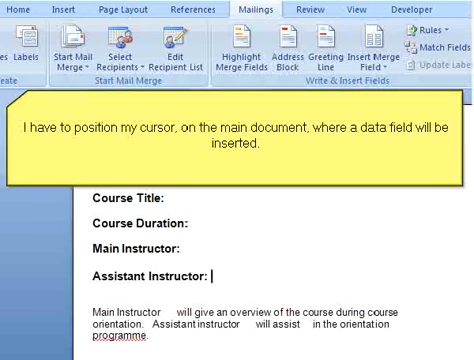 Home Insert Page Layout References Mailings Review View Developer
Labels Start Mail Merge Select Recipients Edit Recipient List Highlight Merge Fields Address Block Greeting Line Insert Merge Field Rules
Match Fields
Update Label
Start Mail Merge Write & Insert Fields
I have to position my cursor, on the main document, where a data field will be
inserted.
Course Title:
Course Duration:
Main Instructor:
Assistant Instructor:
Main Instructor will give an overview of the course during course
orientation. Assistant instructor will assist in the orientation
programme.